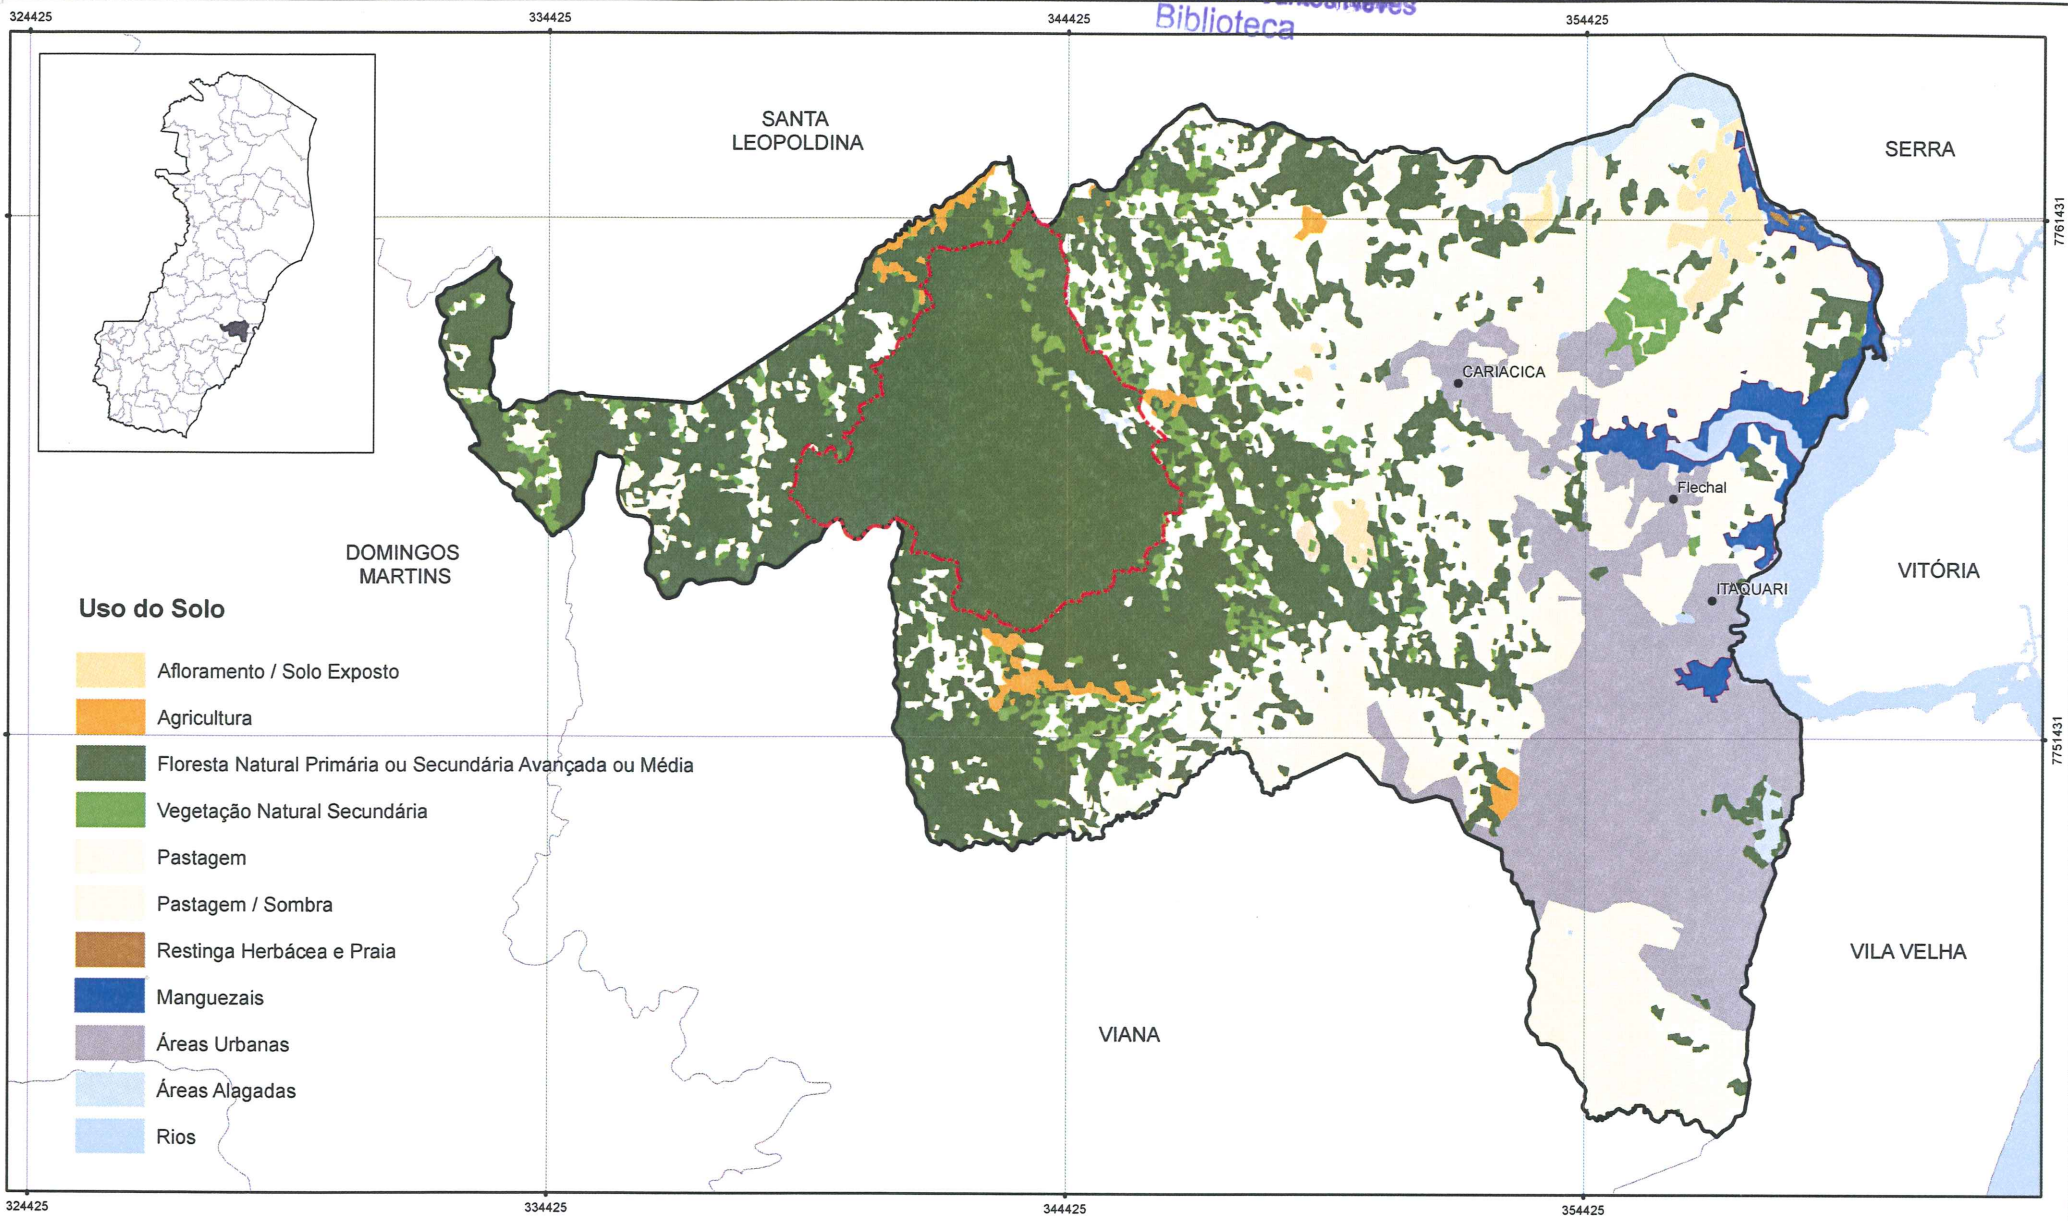 Biblioteca
324425
334425
344425
354425
SANTA
LEOPOLDINA
SERRA
7761431
CARIACICA
Flechal
DOMINGOS
MARTINS
VITÓRIA
ITAQUARI
Uso do Solo
Afloramento / Solo Exposto
Agricultura
7751431
Floresta Natural Primária ou Secundária Avançada ou Média
Vegetação Natural Secundária
Pastagem
Pastagem / Sombra
Restinga Herbácea e Praia
VILA VELHA
Manguezais
VIANA
Áreas Urbanas
Áreas Alagadas
Rios
324425
334425
344425
354425